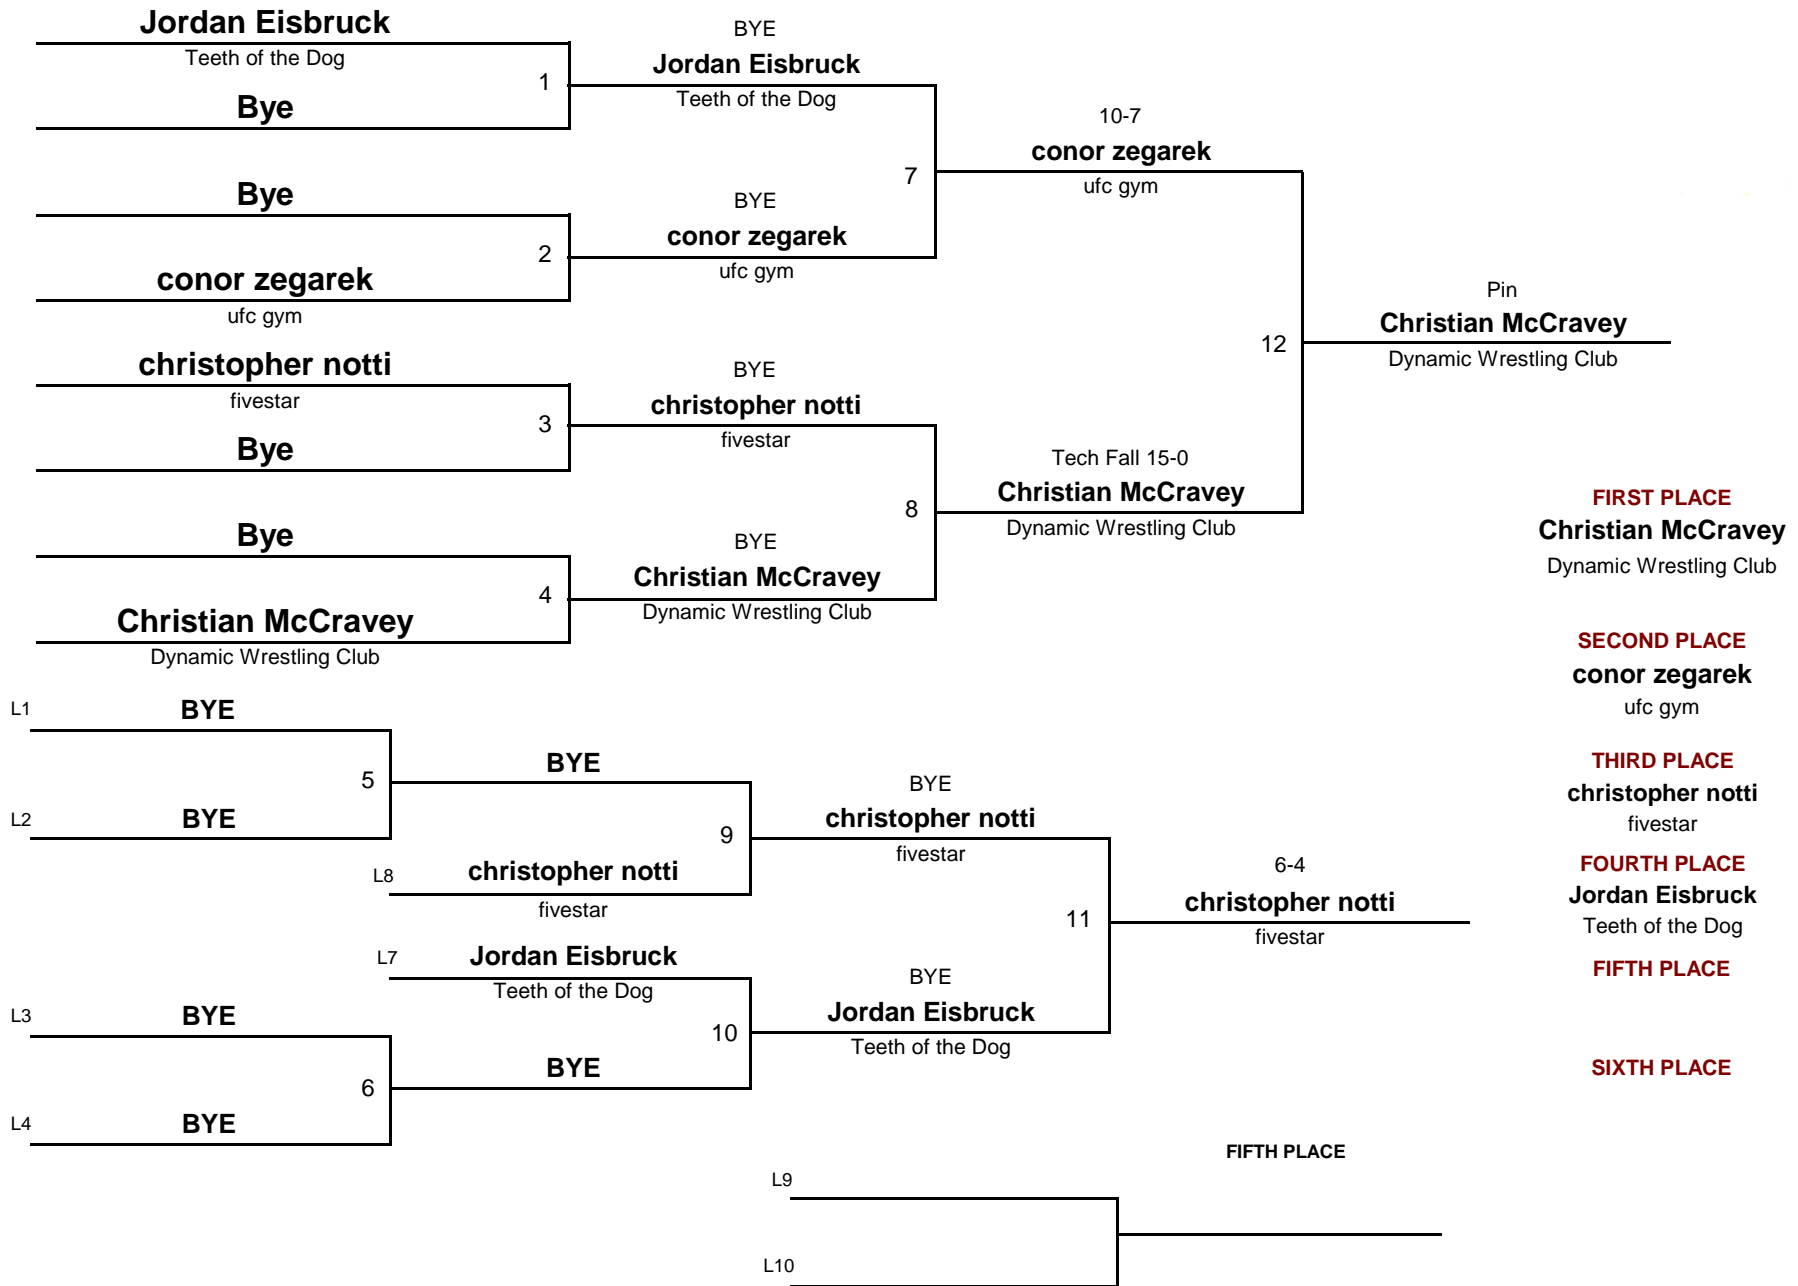 Jordan Eisbruck
Teeth of the Dog
1
Bye
BYE
Jordan Eisbruck
Teeth of the Dog
Bye
2
conor zegarek
ufc gym
BYE
conor zegarek
ufc gym
7
10-7
conor zegarek
ufc gym
christopher notti
fivestar
3
Bye
BYE
christopher notti
fivestar
Bye
4
Christian McCravey
Dynamic Wrestling Club
BYE
Christian McCravey
Dynamic Wrestling Club
8
Tech Fall 15-0
Christian McCravey
Dynamic Wrestling Club
12
Pin
Christian McCravey
Dynamic Wrestling Club
FIRST PLACE
Christian McCravey
Dynamic Wrestling Club
SECOND PLACE
conor zegarek
ufc gym
THIRD PLACE
christopher notti
fivestar
FOURTH PLACE
Jordan Eisbruck
Teeth of the Dog
FIFTH PLACE
SIXTH PLACE
L1 BYE
5
L2 BYE
BYE
9
L8 christopher notti
fivestar
BYE
christopher notti
fivestar
L7 Jordan Eisbruck
Teeth of the Dog
10
L3 BYE
6
L4 BYE
BYE
BYE
Jordan Eisbruck
Teeth of the Dog
11
6-4
christopher notti
fivestar
FIFTH PLACE
L9
L10